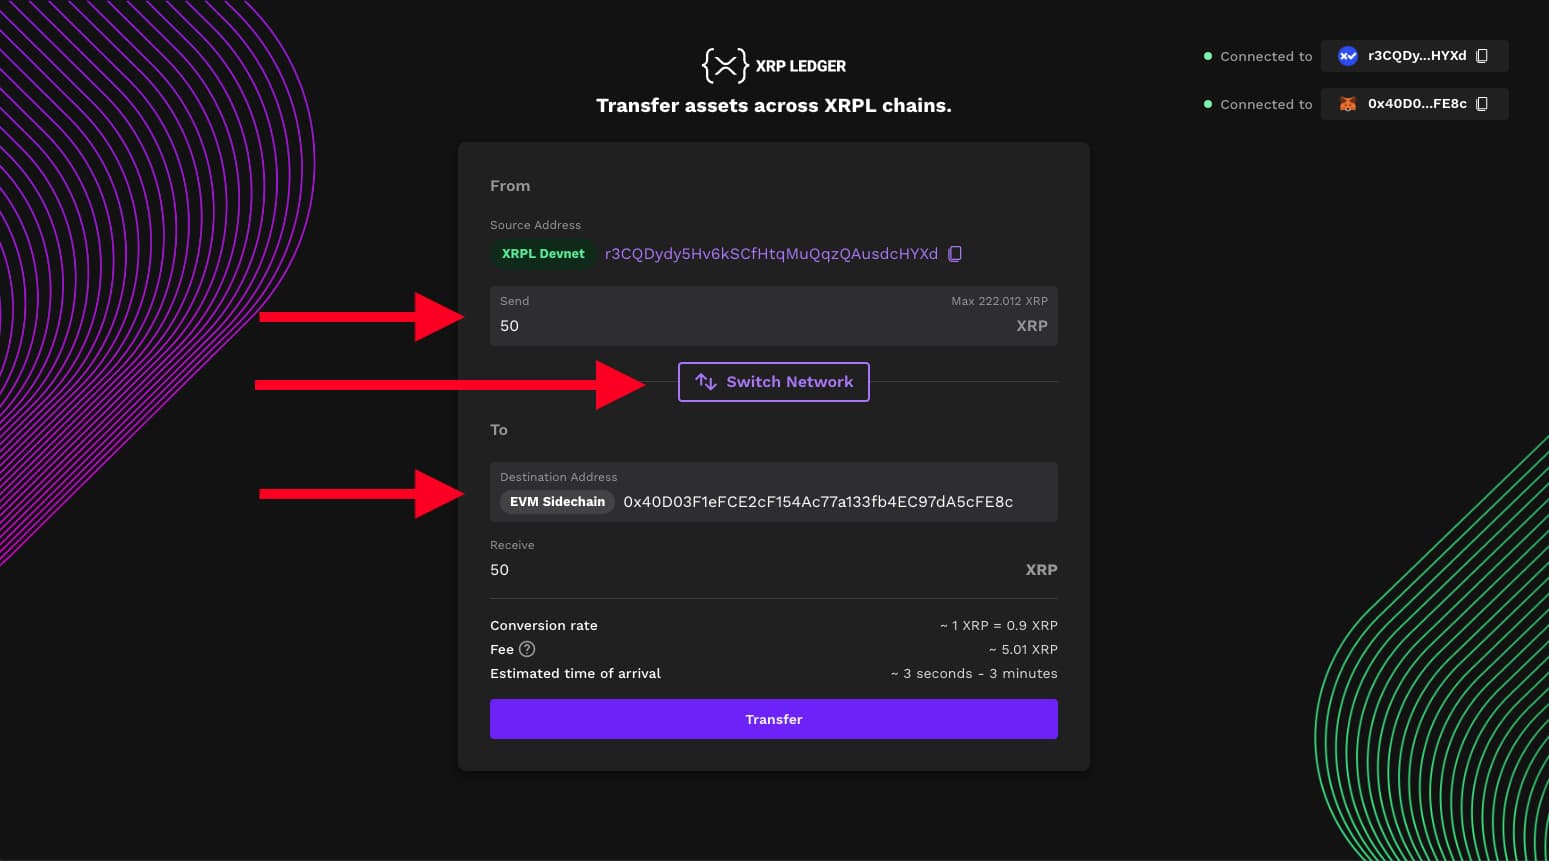 XRP LEDGER
Transfer assets across XRPL chains.
Connected to r3CQDy...HYXd
Connected to 0x40D0...FE8c
From
Source Address
XRPL Devnet r3CQDydy5Hv6kSCfHtqMuQqzQAusdcHYXd
Send Max 222.012 XRP
50 XRP
Switch Network
To
Destination Address
EVM Sidechain 0x40D03F1eFCE2cF154Ac77a133fb4EC97dA5cFE8c
Receive
50 XRP
Conversion rate ~ 1 XRP = 0.9 XRP
Fee ? ~ 5.01 XRP
Estimated time of arrival ~ 3 seconds - 3 minutes
Transfer